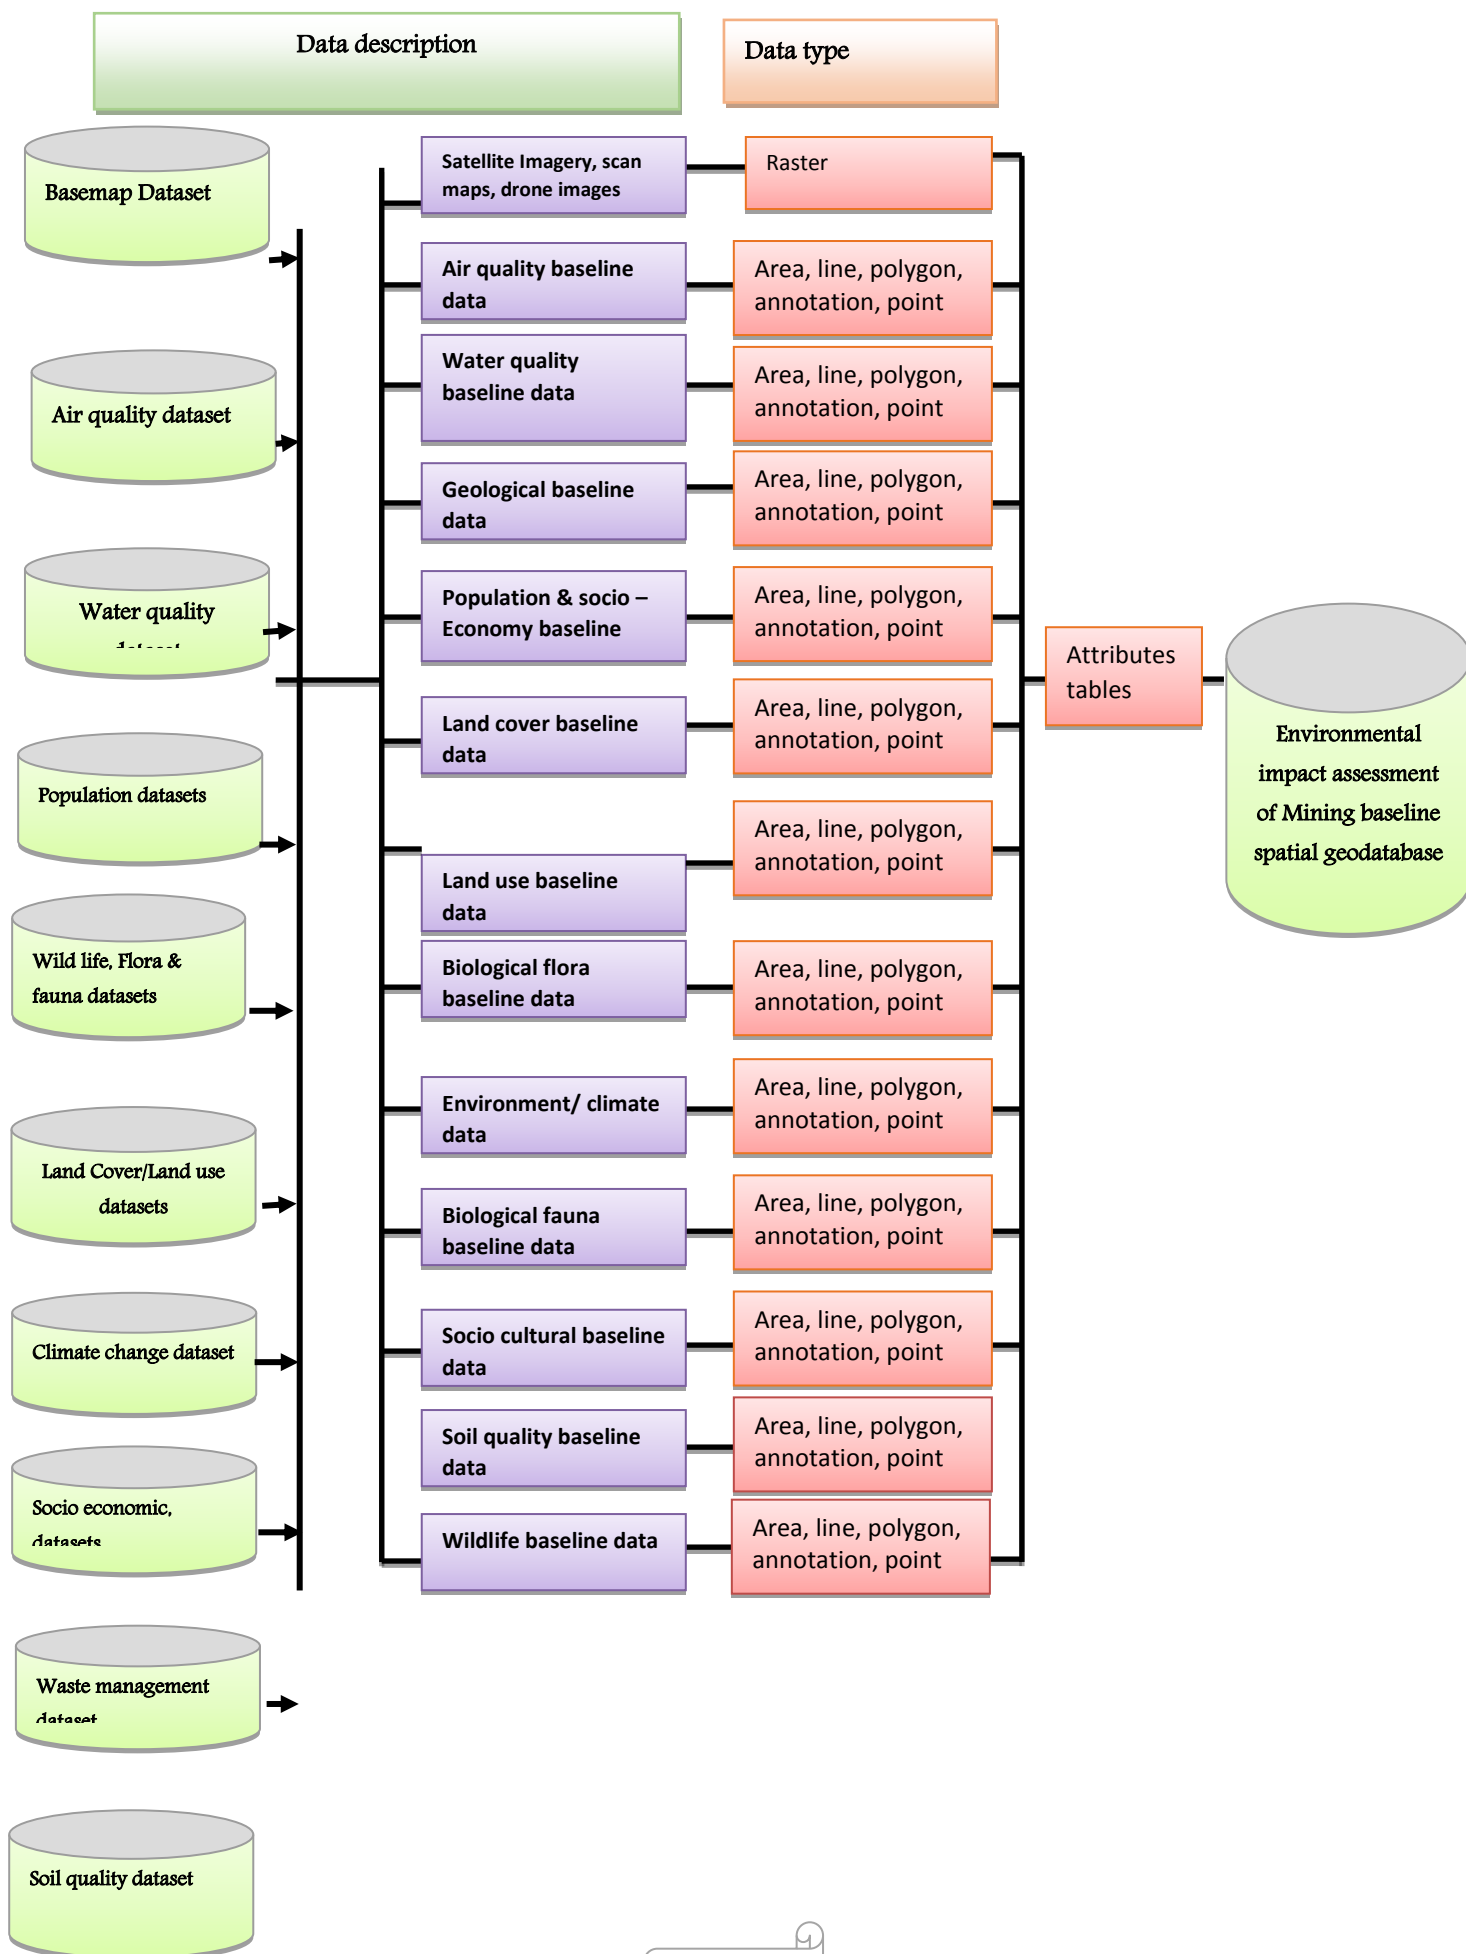 Data description
Data type
Basemap Dataset
Air quality dataset
Water quality
Population datasets
Wild life, Flora &
fauna datasets
Land Cover/Land use
datasets
Climate change dataset
Socio economic,
datasets
Waste management
dataset
Soil quality dataset
Satellite Imagery, scan
maps, drone images
Air quality baseline
data
Water quality
baseline data
Geological baseline
data
Population & socio –
Economy baseline
Land cover baseline
data
Land use baseline
data
Biological flora
baseline data
Environment/ climate
data
Biological fauna
baseline data
Socio cultural baseline
data
Soil quality baseline
data
Wildlife baseline data
Raster
Area, line, polygon,
annotation, point
Area, line, polygon,
annotation, point
Area, line, polygon,
annotation, point
Area, line, polygon,
annotation, point
Area, line, polygon,
annotation, point
Area, line, polygon,
annotation, point
Area, line, polygon,
annotation, point
Area, line, polygon,
annotation, point
Area, line, polygon,
annotation, point
Area, line, polygon,
annotation, point
Area, line, polygon,
annotation, point
Area, line, polygon,
annotation, point
Attributes
tables
Environmental
impact assessment
of Mining baseline
spatial geodatabase